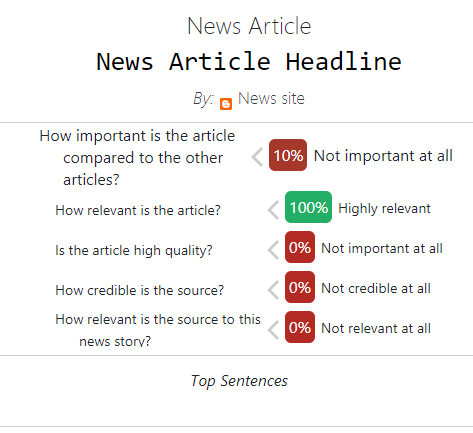 News Article
News Article Headline
By: News site
How important is the article
compared to the other
articles?
10% Not important at all
How relevant is the article? 100% Highly relevant
Is the article high quality? 0% Not important at all
How credible is the source? 0% Not credible at all
How relevant is the source to this
news story?
0% Not relevant at all
Top Sentences